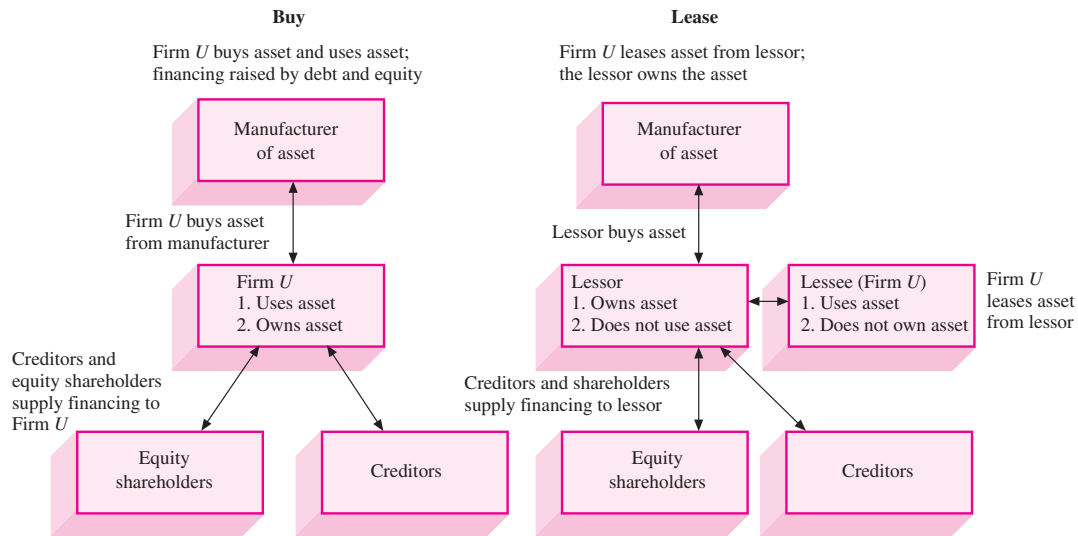 Buy
Firm U buys asset and uses asset;
financing raised by debt and equity
Manufacturer
of asset
Firm U buys asset
from manufacturer
Firm U
1. Uses asset
2. Owns asset
Creditors and
equity shareholders
supply financing to
Firm U
Equity
shareholders
Creditors
Lease
Firm U leases asset from lessor;
the lessor owns the asset
Manufacturer
of asset
Lessor buys asset
Lessor
1. Owns asset
2. Does not use asset
Lessee (Firm U)
1. Uses asset
2. Does not own asset
Firm U
leases asset
from lessor
Creditors and shareholders
supply financing to lessor
Equity
shareholders
Creditors